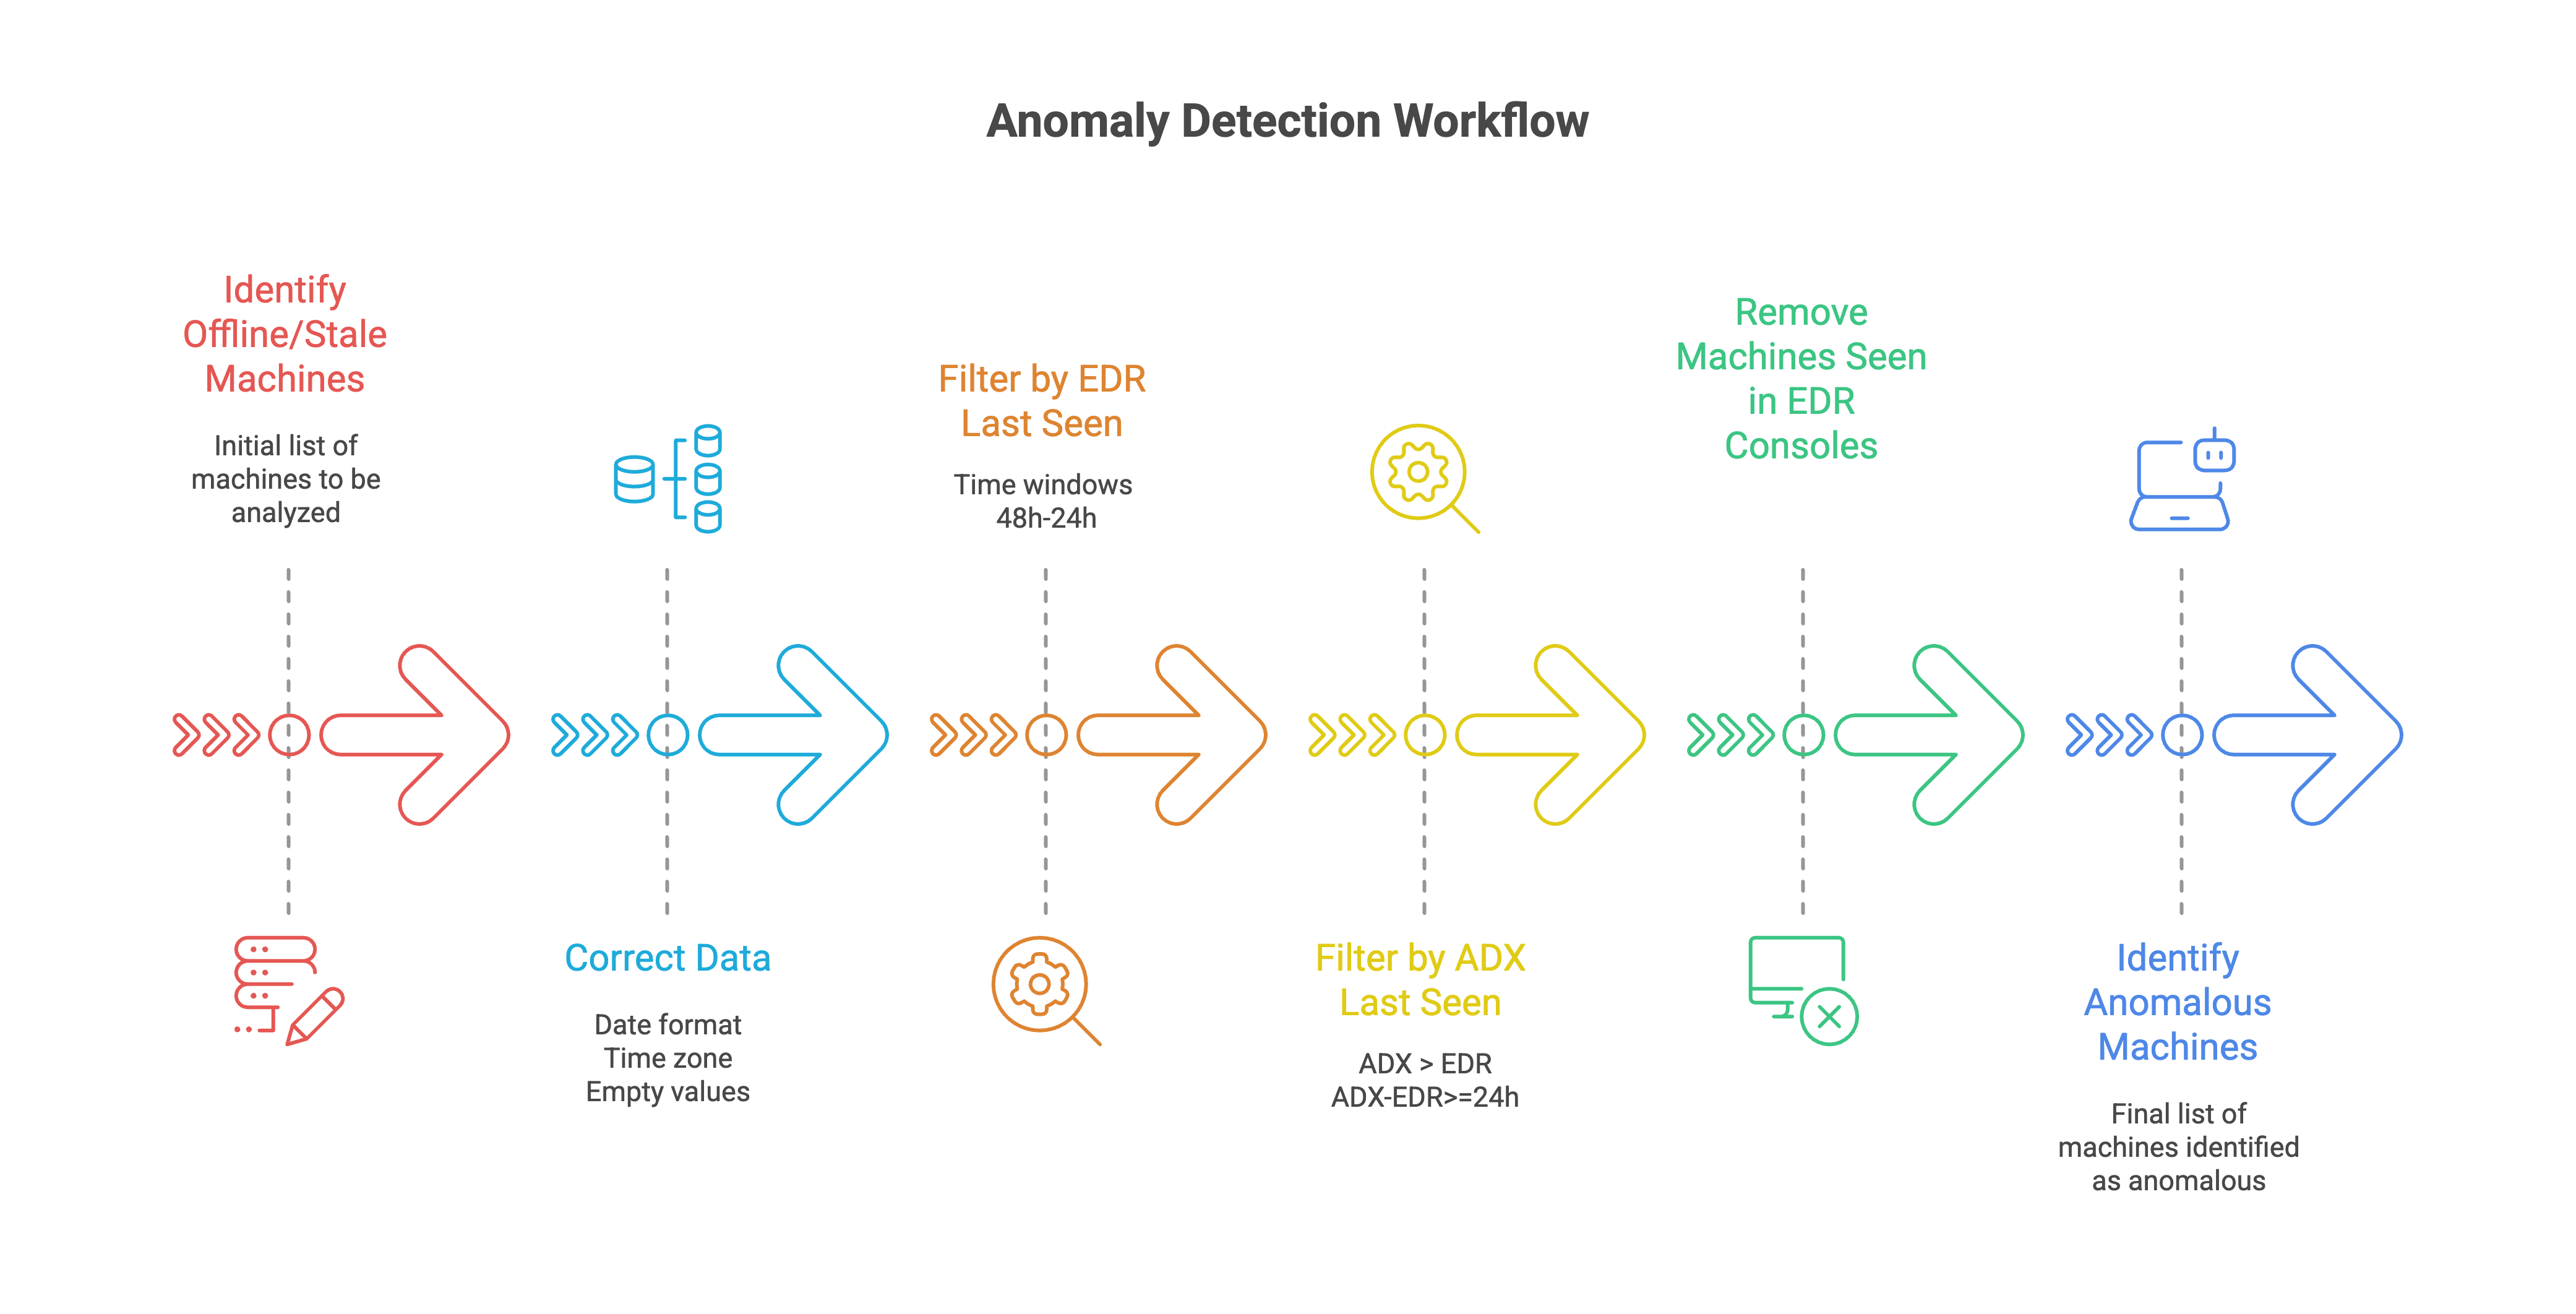 Anomaly Detection Workflow
Identify
Offline/Stale
Machines
Initial list of
machines to be
analyzed
Correct Data
Date format
Time zone
Empty values
Filter by EDR
Last Seen
Time windows
48h-24h
Filter by ADX
Last Seen
ADX > EDR
ADX-EDR>=24h
Remove
Machines Seen
in EDR
Consoles
Identify
Anomalous
Machines
Final list of
machines identified
as anomalous